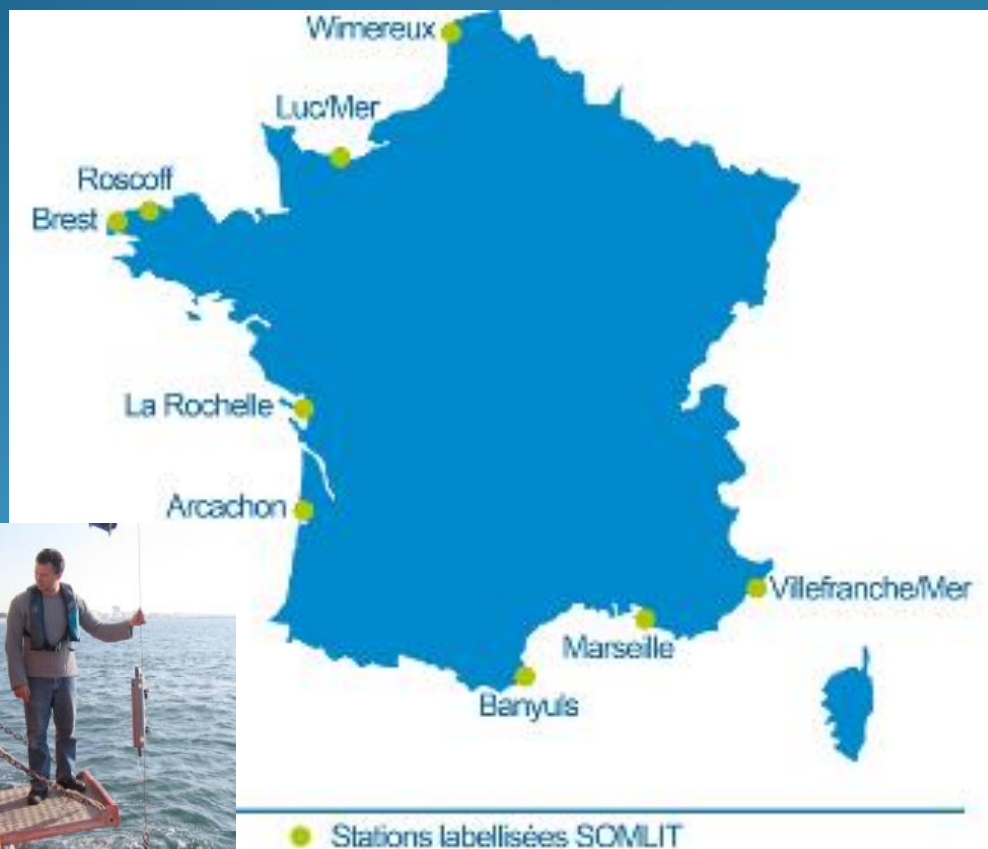 Wimereux
Luc/Mer
Roscoff
Brest
La Rochelle
Arcachon
Villefranche/Mer
Marseille
Banyuls
Stations labellisées SOMLIT